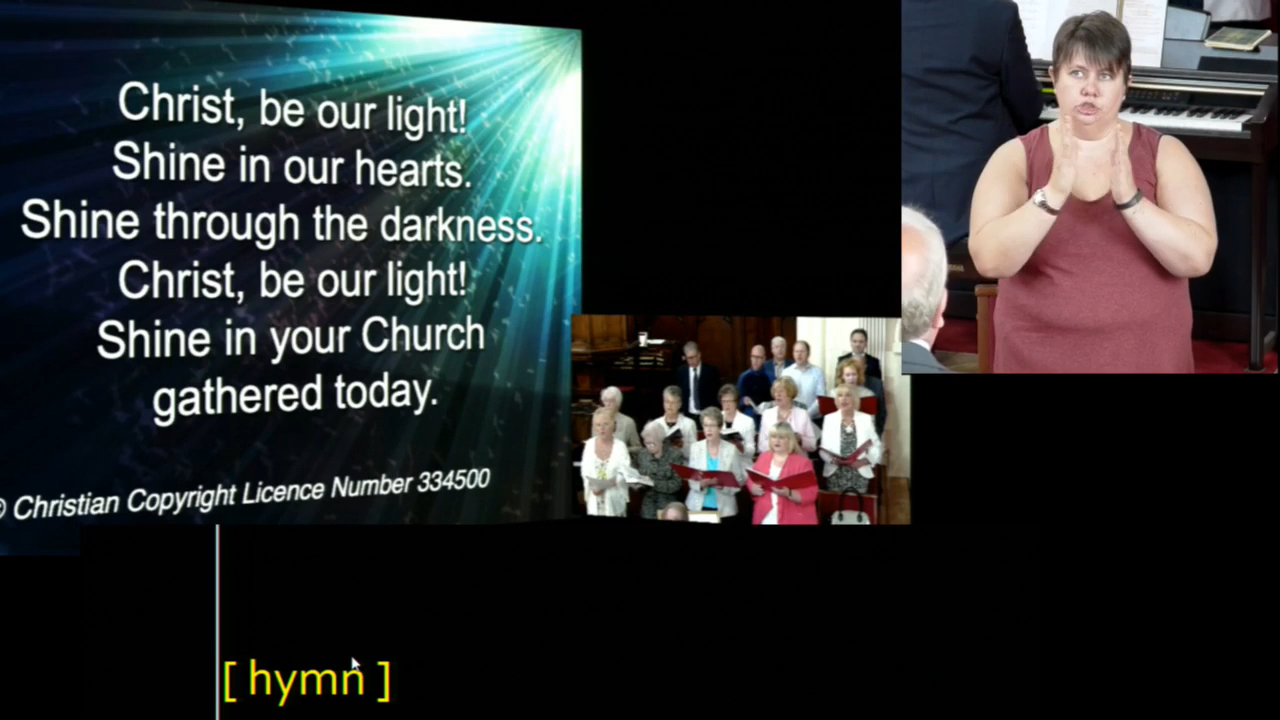 Christ, be our light!
Shine in our hearts.
Shine through the darkness.
Christ, be our light!
Shine in your Church
gathered today.
© Christian Copyright Licence Number 334500
[ hymn ]